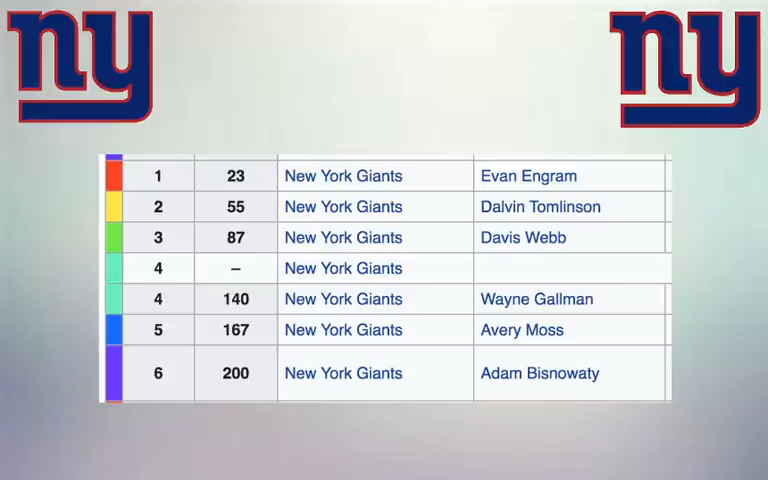 ny ny
1 23 New York Giants Evan Engram
2 55 New York Giants Dalvin Tomlinson
3 87 New York Giants Davis Webb
4 – New York Giants
4 140 New York Giants Wayne Gallman
5 167 New York Giants Avery Moss
6 200 New York Giants Adam Bisnowaty